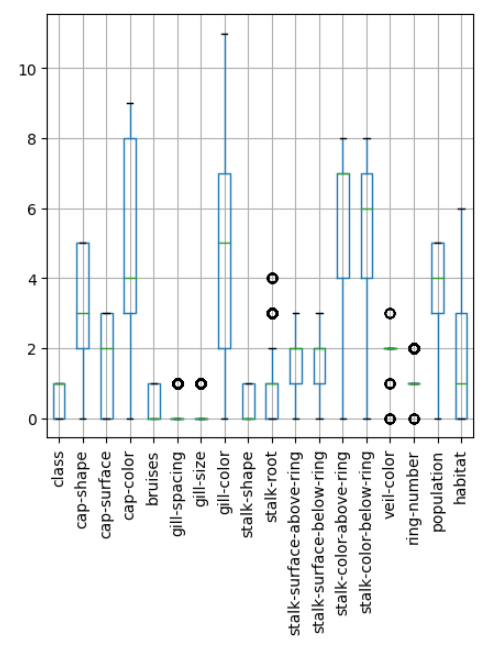 10
8
6
4
2
0
class
cap-shape
cap-surface
cap-color
bruises
gill-spacing
gill-size
gill-color
stalk-shape
stalk-root
stalk-surface-above-ring
stalk-surface-below-ring
stalk-color-above-ring
stalk-color-below-ring
veil-color
ring-number
population
habitat